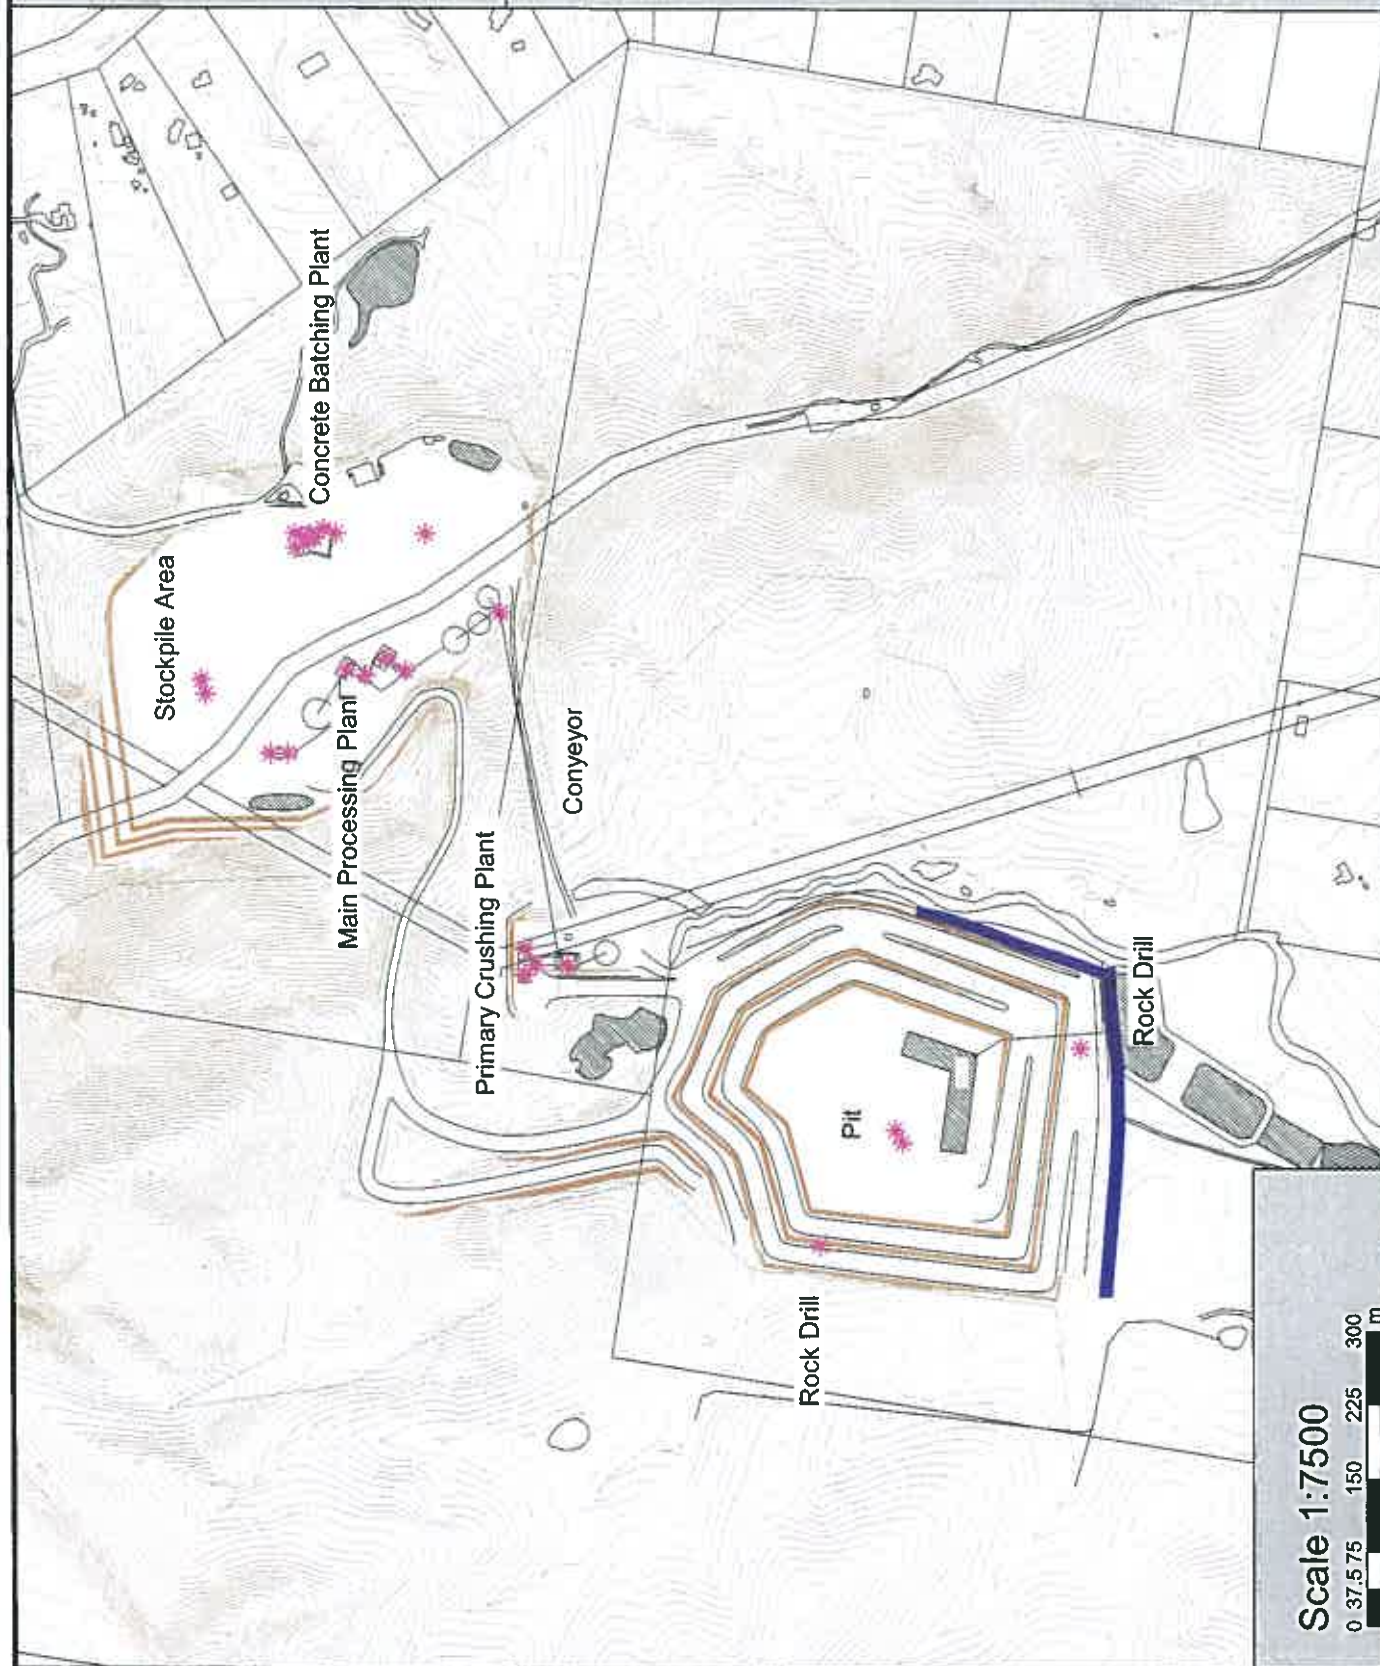 Concrete Batching Plant
Stockpile Area
Main Processing Plant
Conveyor
Primary Crushing Plant
Rock Drill
Pit
Rock Drill
Scale 1:7500
0 37.5 75 150 225 300
m